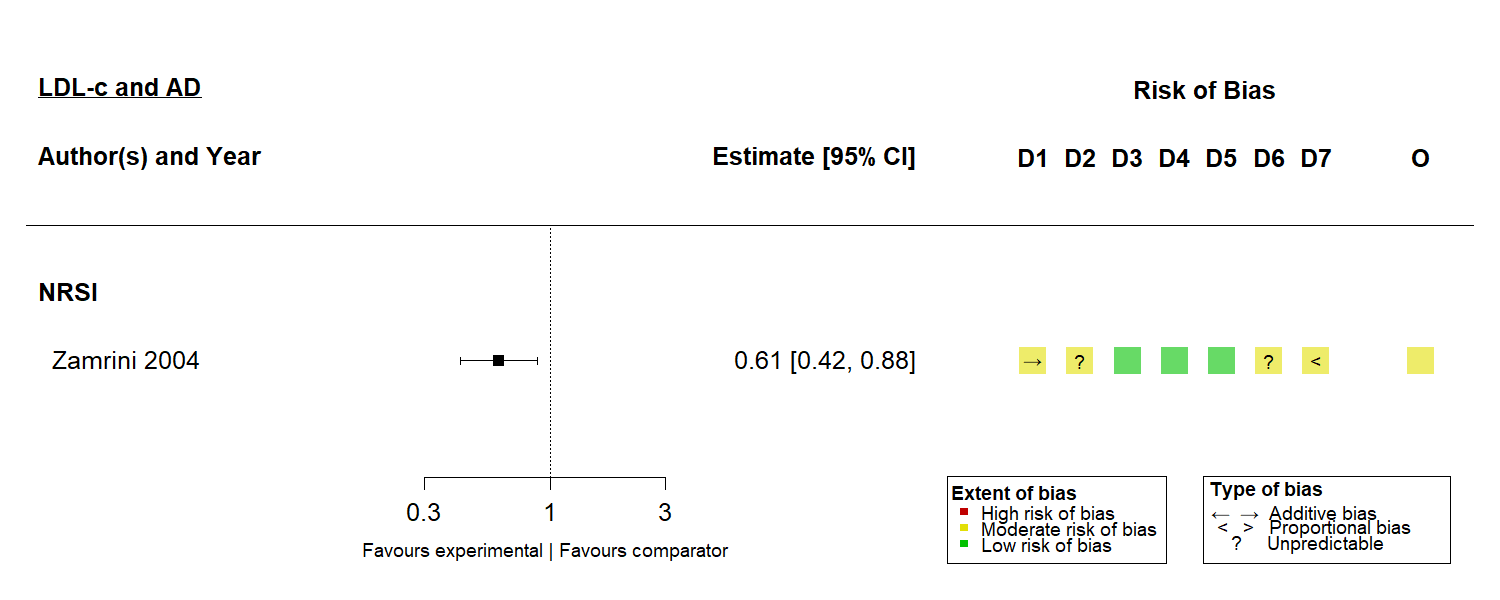 LDL-c and AD
Risk of Bias
Author(s) and Year
Estimate [95% CI]
D1 D2 D3 D4 D5 D6 D7 O
NRSI
Zamrini 2004
0.61 [0.42, 0.88]
→ ? ? <
0.3 1 3
Favours experimental | Favours comparator
Extent of bias
High risk of bias
Moderate risk of bias
Low risk of bias
Type of bias
← → Additive bias
< > Proportional bias
? Unpredictable